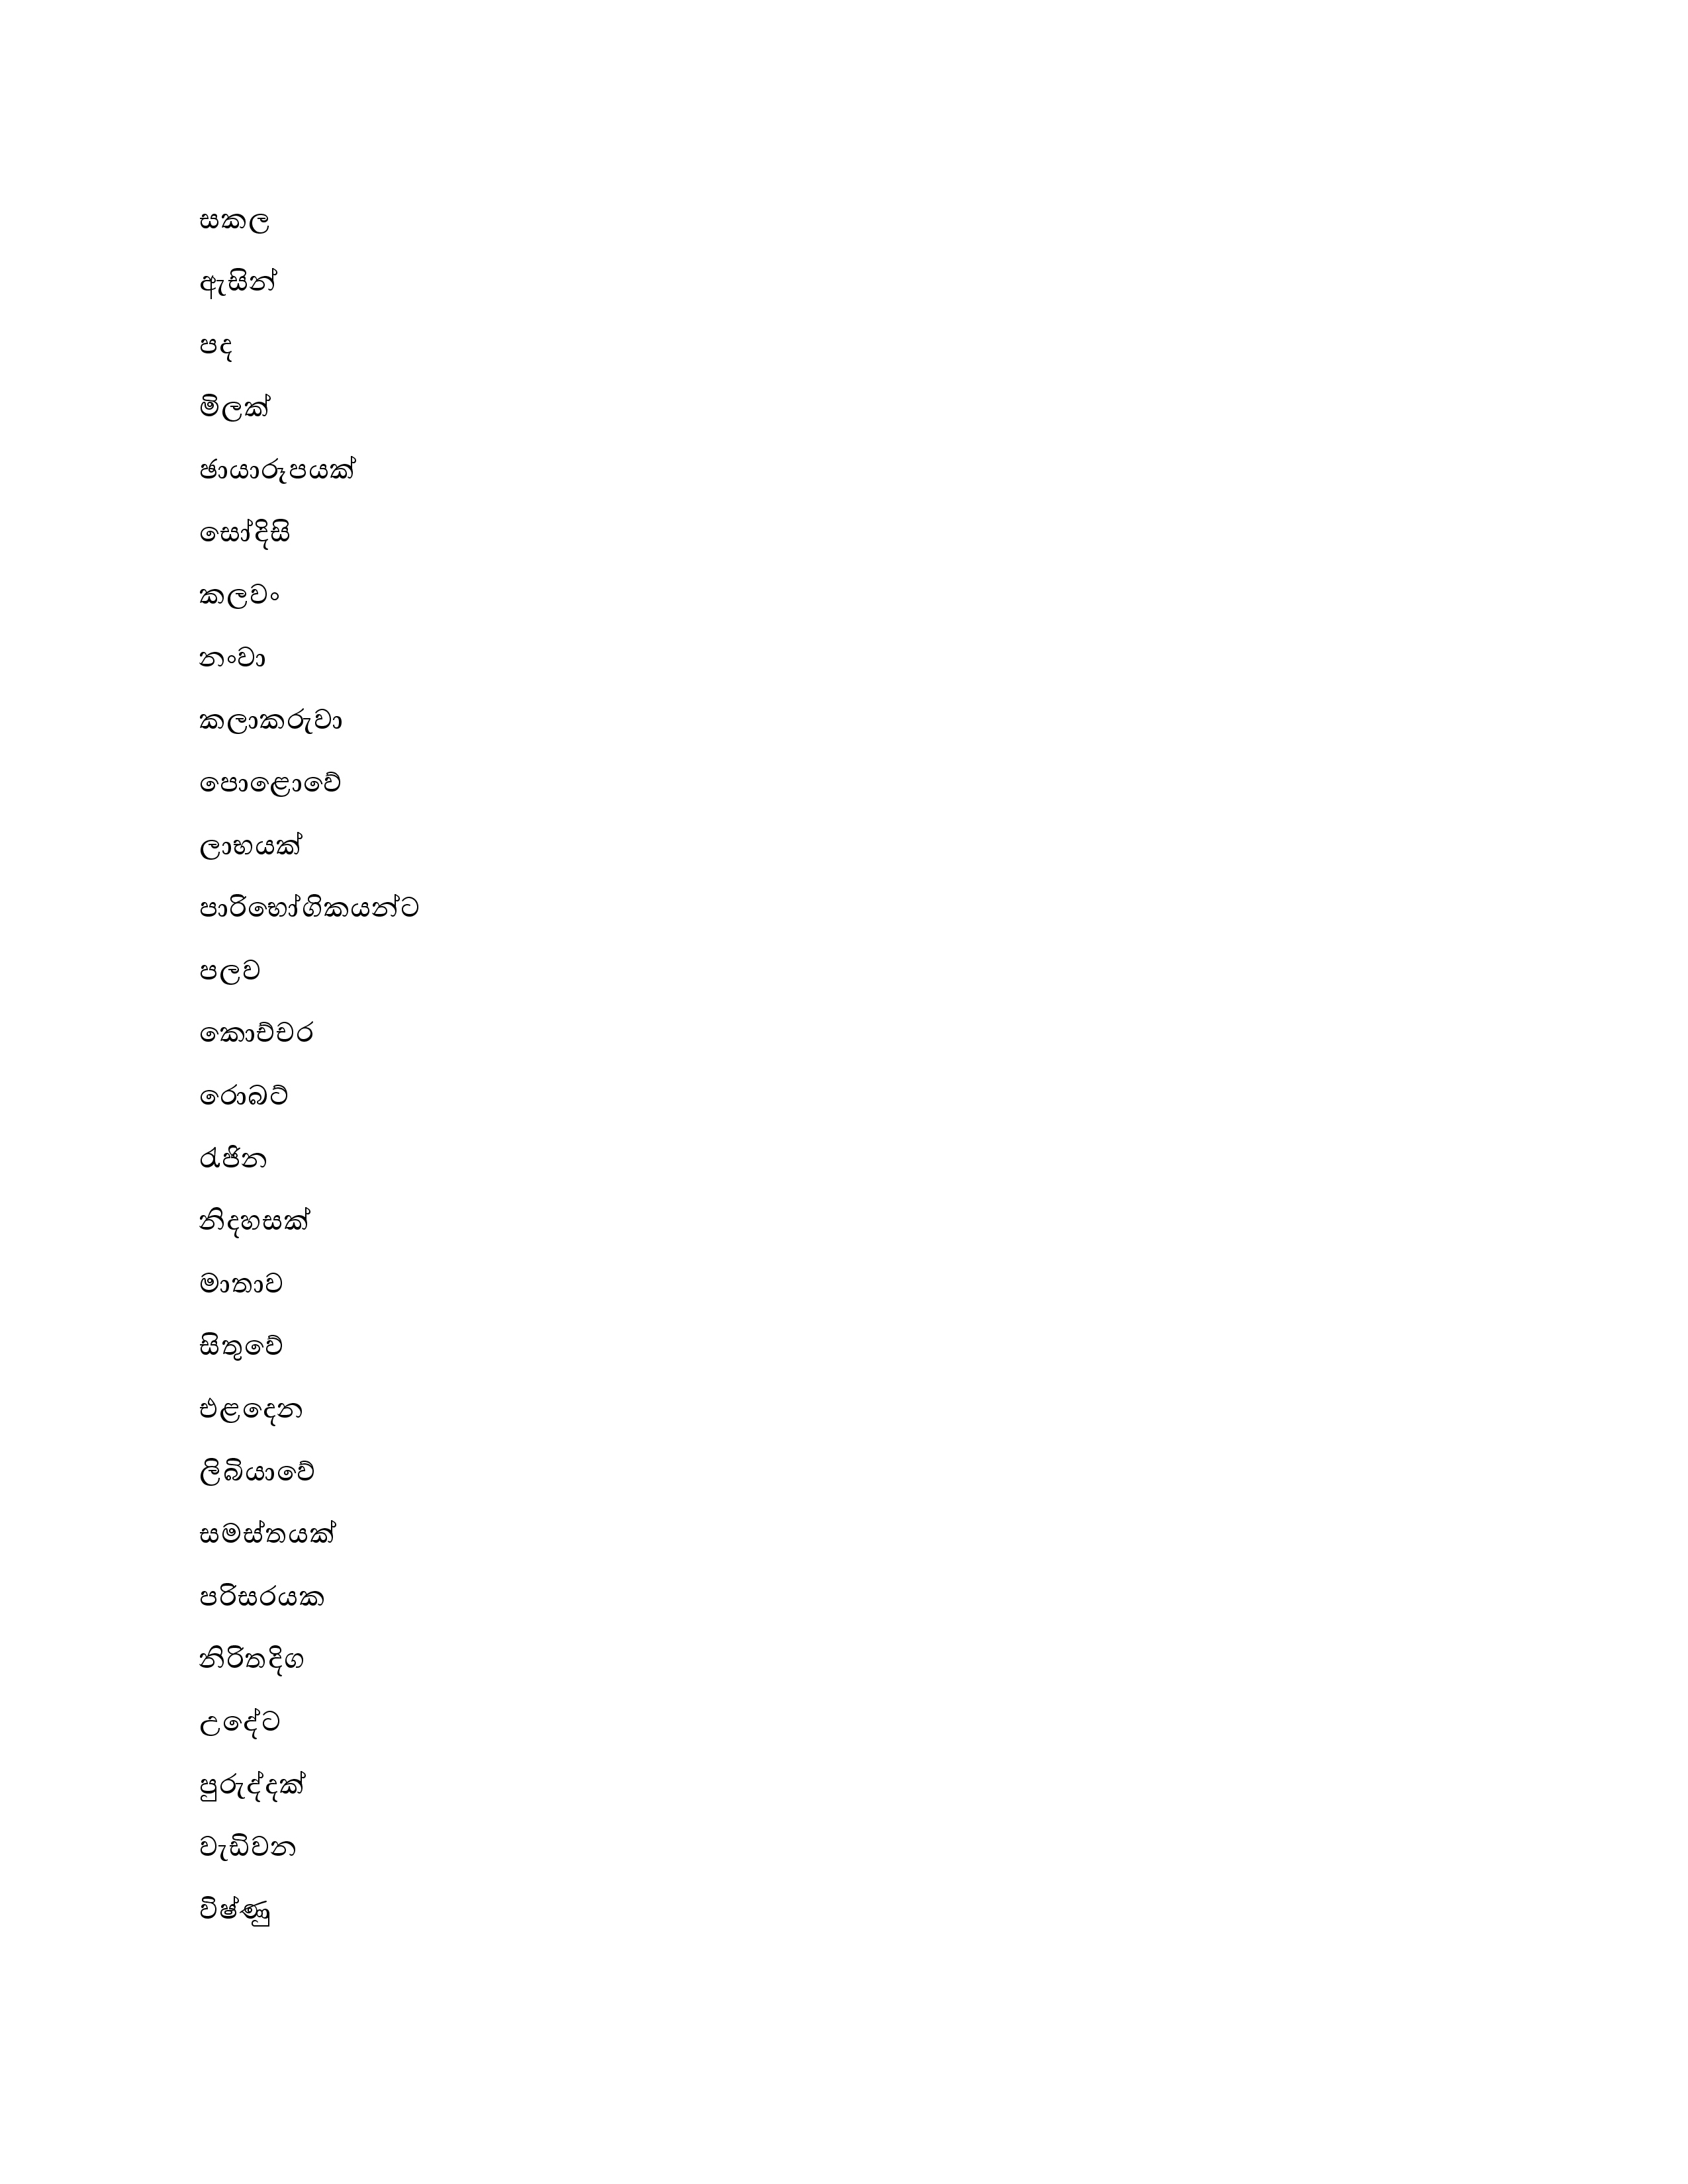 සකල
ඇසින්
පද
මිලක්
ඡායාරූපයක්
සෝදිසි
කලවං
නංවා
කලාකරුවා
පොළොවේ
ලාභයක්
පාරිභෝගිකයන්ට
පලව
කොච්චර
රොබට්
රැජින
නිදහසක්
මාතාව
සිතුවේ
එළදෙන
ලිබියාවේ
සමස්තයක්
පරිසරයක
නිරිතදිග
උදේට
පුරුද්දක්
වැඩිවන
විෂ්ණු